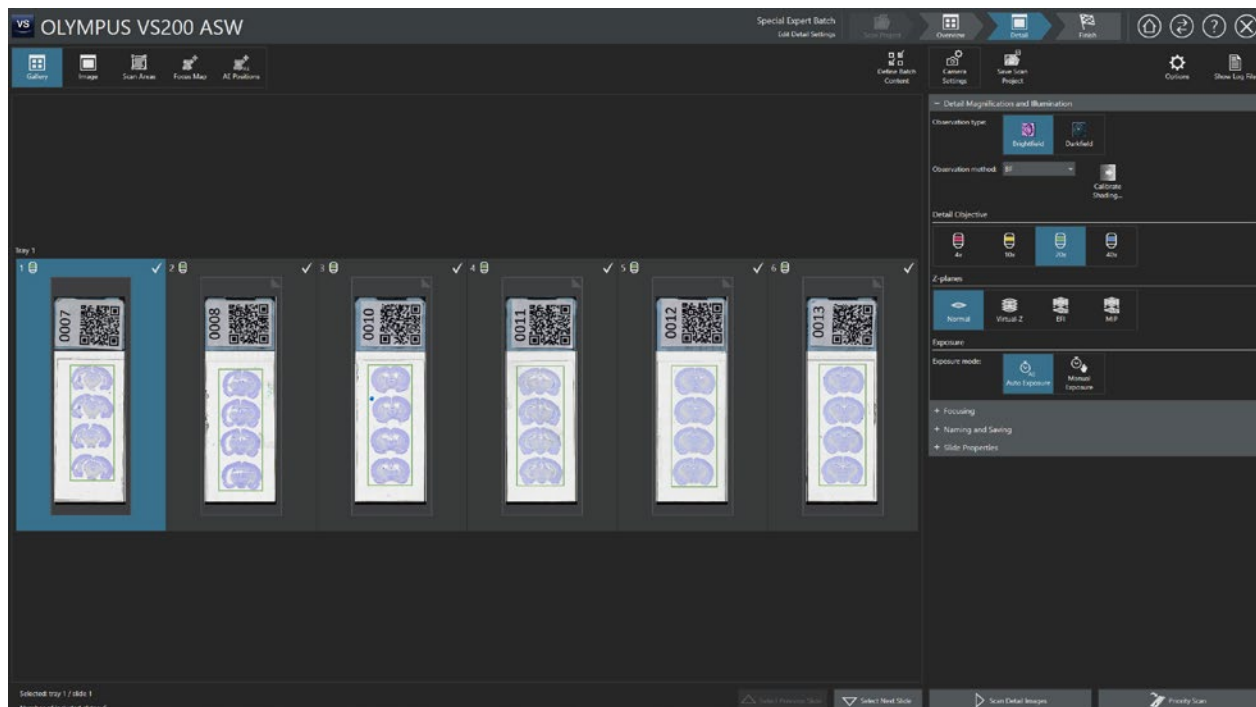 VS OLYMPUS VS200 ASW
Special Expert Batch
Edit Detail Settings
Scan Project
Overview
Detail
Finish
Gallery
Image
Scan Areas
Focus Map
AI Positions
Define Batch
Content
Camera
Settings
Save Scan
Project
Options
Show Log File
Tray 1
1
2
3
4
5
6
0007
0008
0010
0011
0012
0013
− Detail Magnification and Illumination
Observation type:
Brightfield
Darkfield
Observation method:
BF
Calibrate
Shading...
Detail Objective
4x
10x
20x
40x
Z-planes
Normal
Virtual-Z
EFI
MIP
Exposure
Exposure mode:
Auto Exposure
Manual
Exposure
+ Focusing
+ Naming and Saving
+ Slide Properties
Selected: tray 1 / slide 1
Select Previous Slide
Select Next Slide
Scan Detail Images
Priority Scan